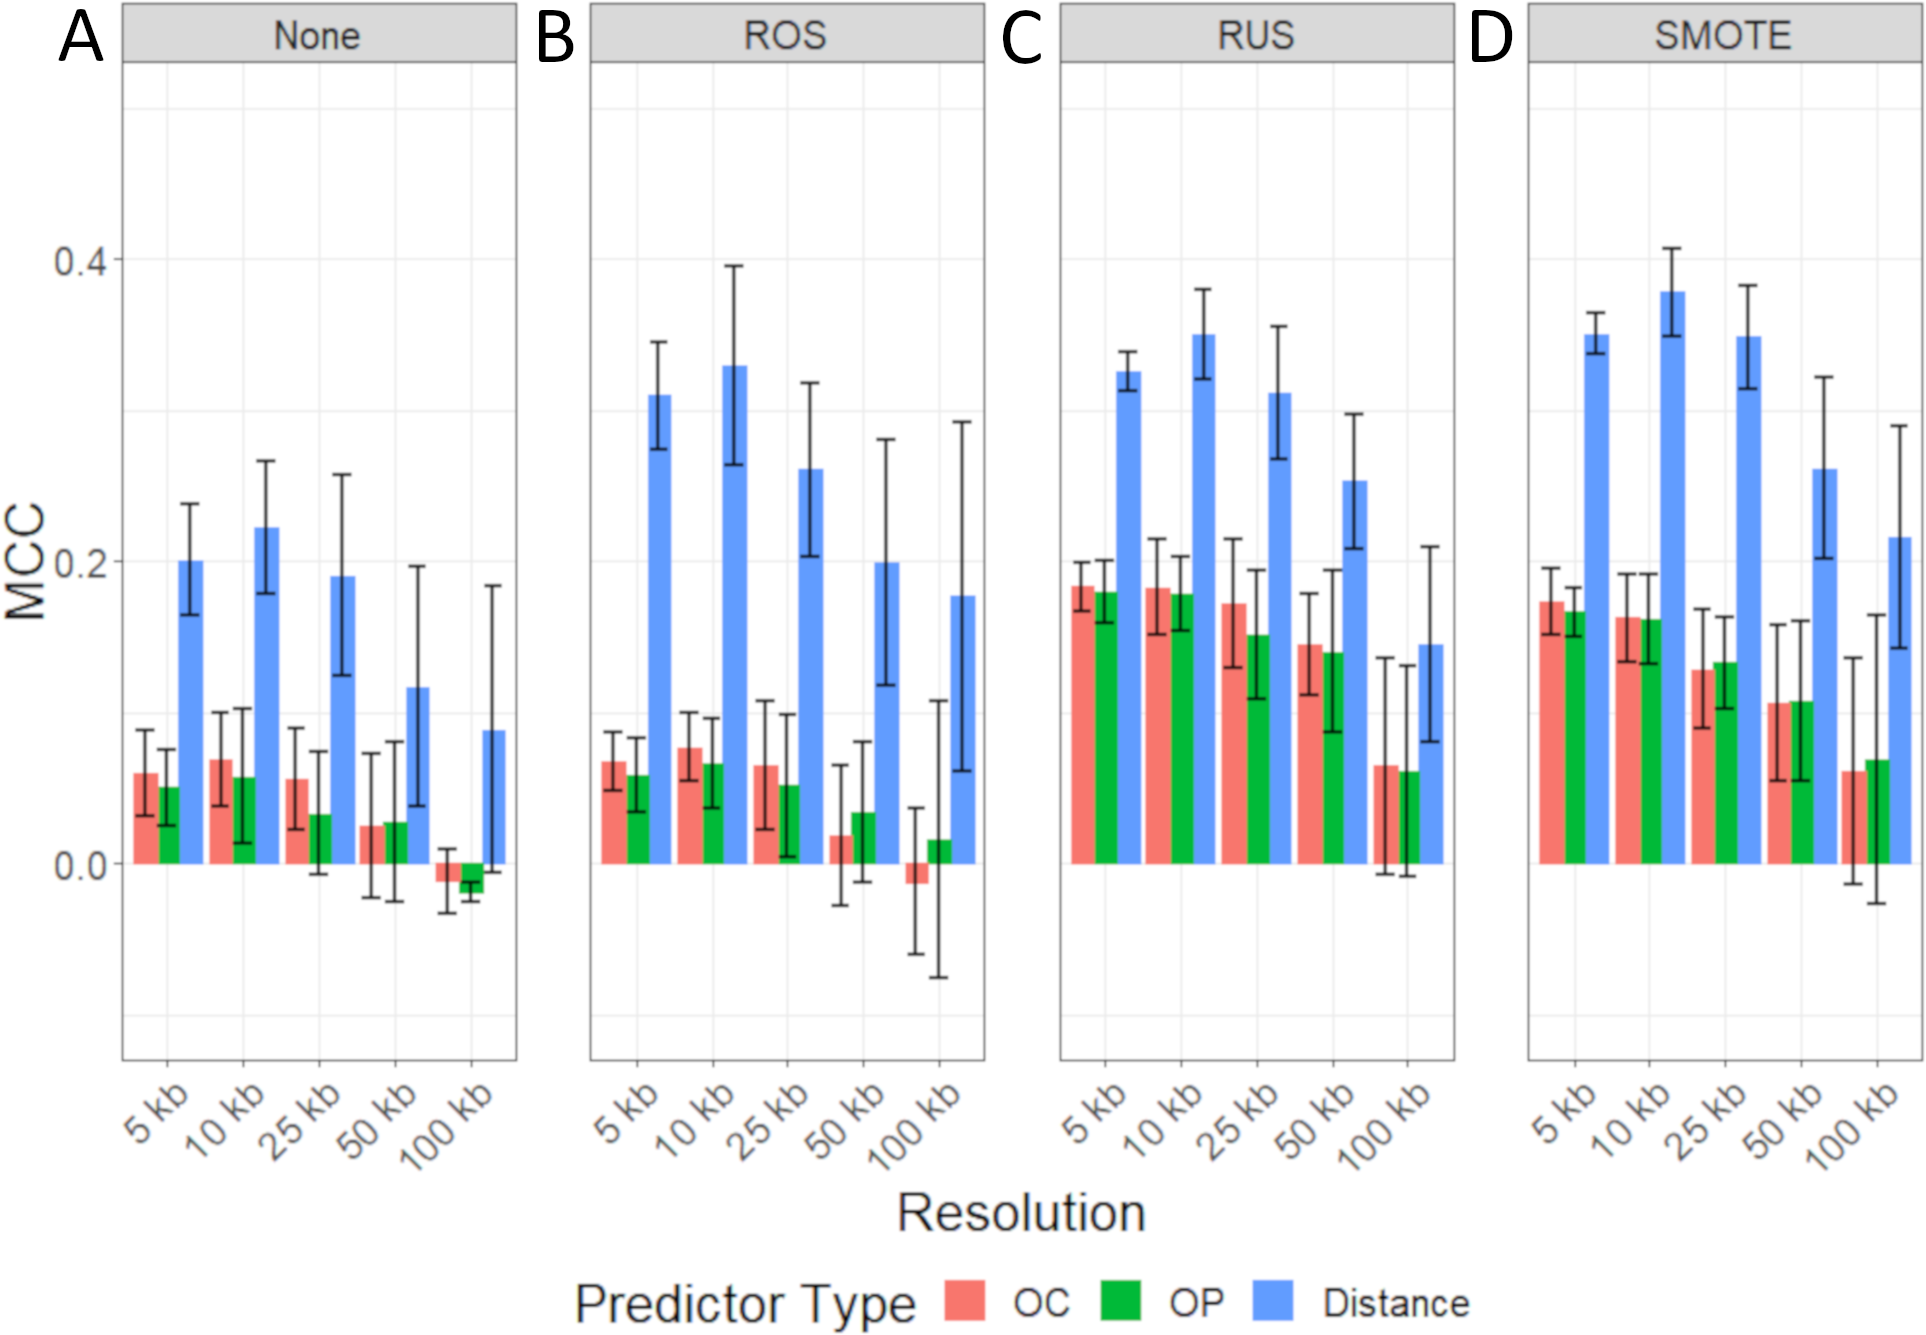 A None B ROS C RUS D SMOTE
MCC
0.4
0.2
0.0
5 kb 10 kb 25 kb 50 kb 100 kb 5 kb 10 kb 25 kb 50 kb 100 kb 5 kb 10 kb 25 kb 50 kb 100 kb 5 kb 10 kb 25 kb 50 kb 100 kb
Resolution
Predictor Type OC OP Distance